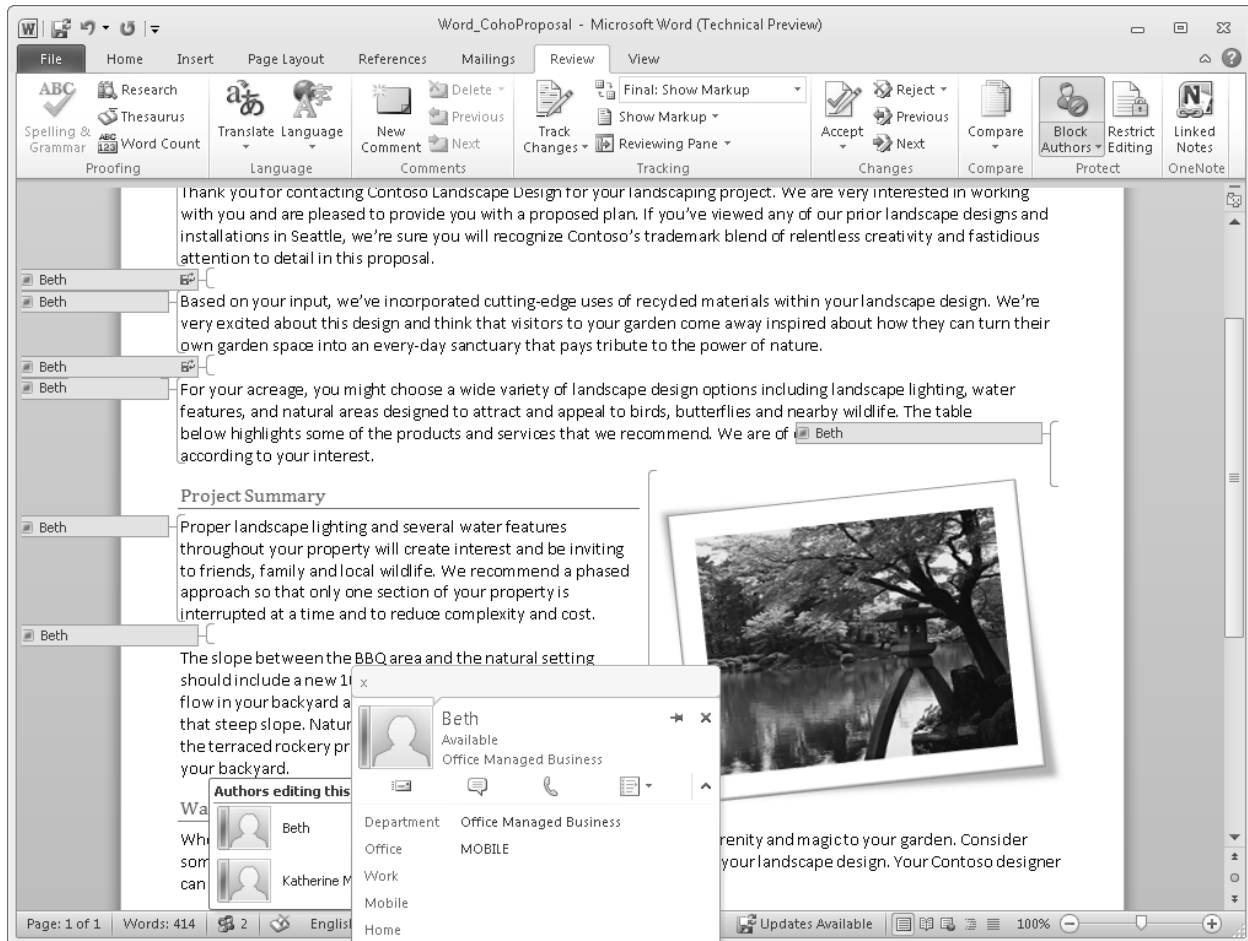 Word_CohoProposal - Microsoft Word (Technical Preview)
File Home Insert Page Layout References Mailings Review View
ABC Research Delete Final: Show Markup Reject
Thesaurus Previous Show Markup Previous
Spelling & Grammar Word Count Translate Language New Comment Next Track Changes Reviewing Pane Accept Next Compare Block Authors Restrict Editing Linked Notes
Proofing Language Comments Tracking Changes Compare Protect OneNote
Thank you for contacting Contoso Landscape Design for your landscaping project. We are very interested in working
with you and are pleased to provide you with a proposed plan. If you've viewed any of our prior landscape designs and
installations in Seattle, we're sure you will recognize Contoso's trademark blend of relentless creativity and fastidious
attention to detail in this proposal.
Beth
Beth Based on your input, we've incorporated cutting-edge uses of recycled materials within your landscape design. We're
very excited about this design and think that visitors to your garden come away inspired about how they can turn their
own garden space into an every-day sanctuary that pays tribute to the power of nature.
Beth
Beth For your acreage, you might choose a wide variety of landscape design options including landscape lighting, water
features, and natural areas designed to attract and appeal to birds, butterflies and nearby wildlife. The table
below highlights some of the products and services that we recommend. We are of Beth
according to your interest.
Project Summary
Beth Proper landscape lighting and several water features
throughout your property will create interest and be inviting
to friends, family and local wildlife. We recommend a phased
approach so that only one section of your property is
interrupted at a time and to reduce complexity and cost.
Beth
The slope between the BBQ area and the natural setting
should include a new 1
flow in your backyard a
that steep slope. Natur
the terraced rockery pr
your backyard.
x
Beth
Available
Office Managed Business
Department Office Managed Business
Office MOBILE
Work
Mobile
Home
Authors editing this
Beth
Katherine M
Wa
Wh renity and magic to your garden. Consider
som your landscape design. Your Contoso designer
can
Page: 1 of 1 Words: 414 2 Englis Updates Available 100%